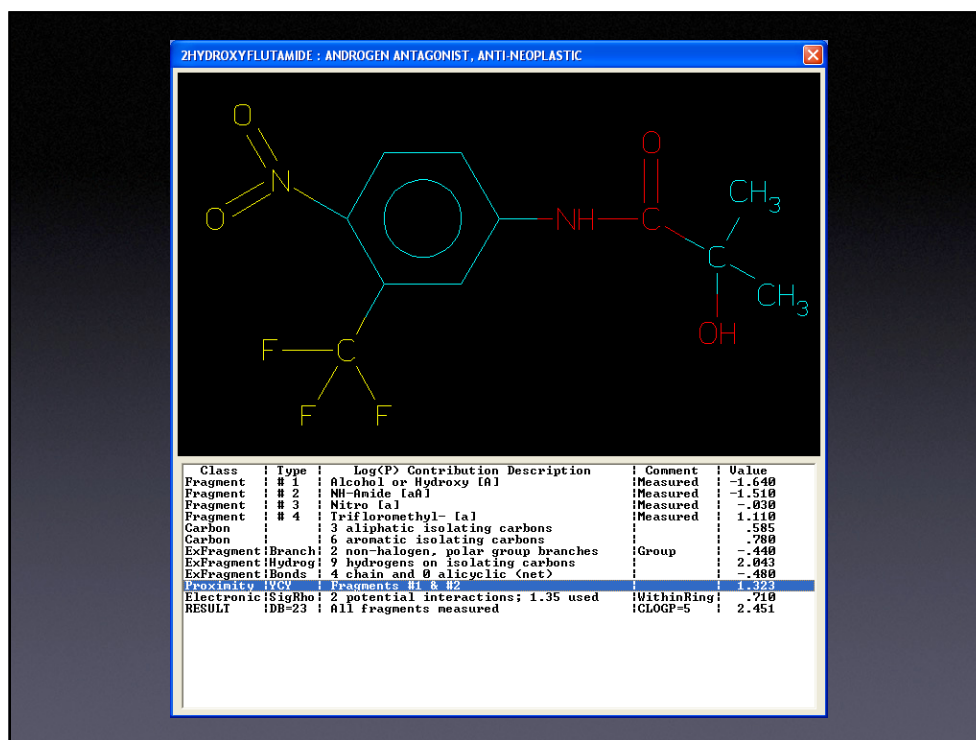 2HYDROXYFLUTAMIDE : ANDROGEN ANTAGONIST, ANTI-NEOPLASTIC
O
O
N
O
NH
C
CH3
C
CH3
OH
F
C
F
F
Class | Type | Log(P) Contribution Description | Comment | Value
Fragment | # 1 | Alcohol or Hydroxy [A] |Measured | -1.640
Fragment | # 2 | NH-Amide [aA] |Measured | -1.510
Fragment | # 3 | Nitro [a] |Measured | -.030
Fragment | # 4 | Trifloromethyl- [a] |Measured | 1.110
Carbon | | 3 aliphatic isolating carbons | | .585
Carbon | | 6 aromatic isolating carbons | | .780
ExFragment|Branch| 2 non-halogen, polar group branches |Group | -.440
ExFragment|Hydrog| 9 hydrogens on isolating carbons | | 2.043
ExFragment|Bonds | 4 chain and 0 alicyclic (net) | | -.480
Proximity |YCY | Fragments #1 & #2 | | 1.323
Electronic|SigRho| 2 potential interactions; 1.35 used |WithinRing| .710
RESULT |DB=23 | All fragments measured |CLOGP=5 | 2.451